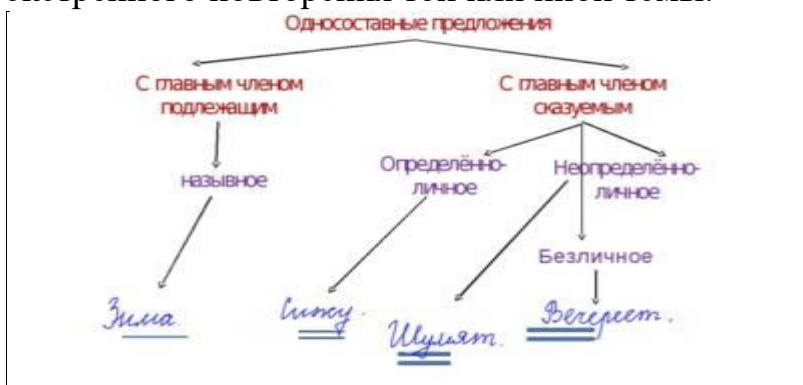 Односоставные предложения
С главным членом
подлежащим
С главным членом
сказуемым
назывное
Определённо-
личное
Неопределённо-
личное
Безличное
Зима.
Сижу.
Шумят.
Вечереет.